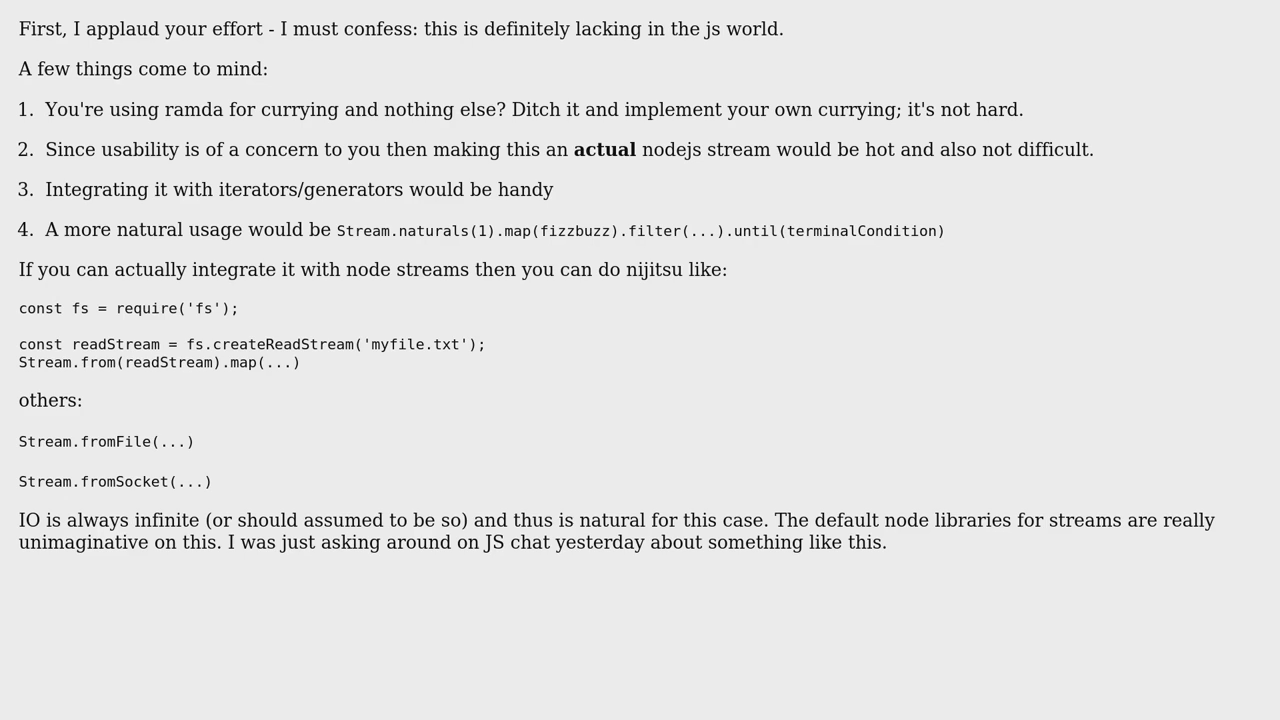 First, I applaud your effort - I must confess: this is definitely lacking in the js world.
A few things come to mind:
1. You're using ramda for currying and nothing else? Ditch it and implement your own currying; it's not hard.
2. Since usability is of a concern to you then making this an actual nodejs stream would be hot and also not difficult.
3. Integrating it with iterators/generators would be handy
4. A more natural usage would be Stream.naturals(1).map(fizzbuzz).filter(...).until(terminalCondition)
If you can actually integrate it with node streams then you can do nijitsu like:
const fs = require('fs');
const readStream = fs.createReadStream('myfile.txt');
Stream.from(readStream).map(...)
others:
Stream.fromFile(...)
Stream.fromSocket(...)
IO is always infinite (or should assumed to be so) and thus is natural for this case. The default node libraries for streams are really
unimaginative on this. I was just asking around on JS chat yesterday about something like this.